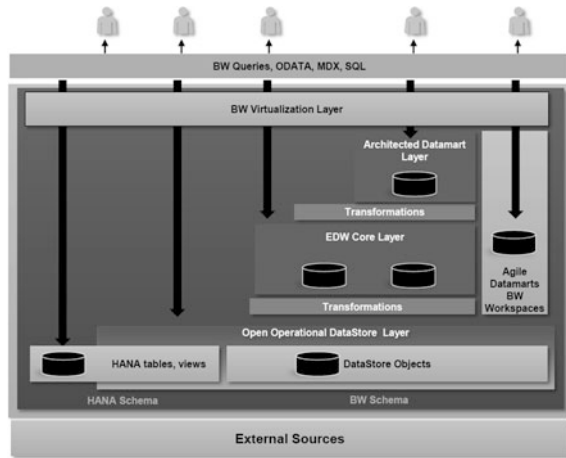 BW Queries, ODATA, MDX, SQL
BW Virtualization Layer
Architected Datamart
Layer
Transformations
EDW Core Layer
Agile
Datamarts
BW
Workspaces
Transformations
Open Operational DataStore Layer
HANA tables, views
DataStore Objects
HANA Schema
BW Schema
External Sources